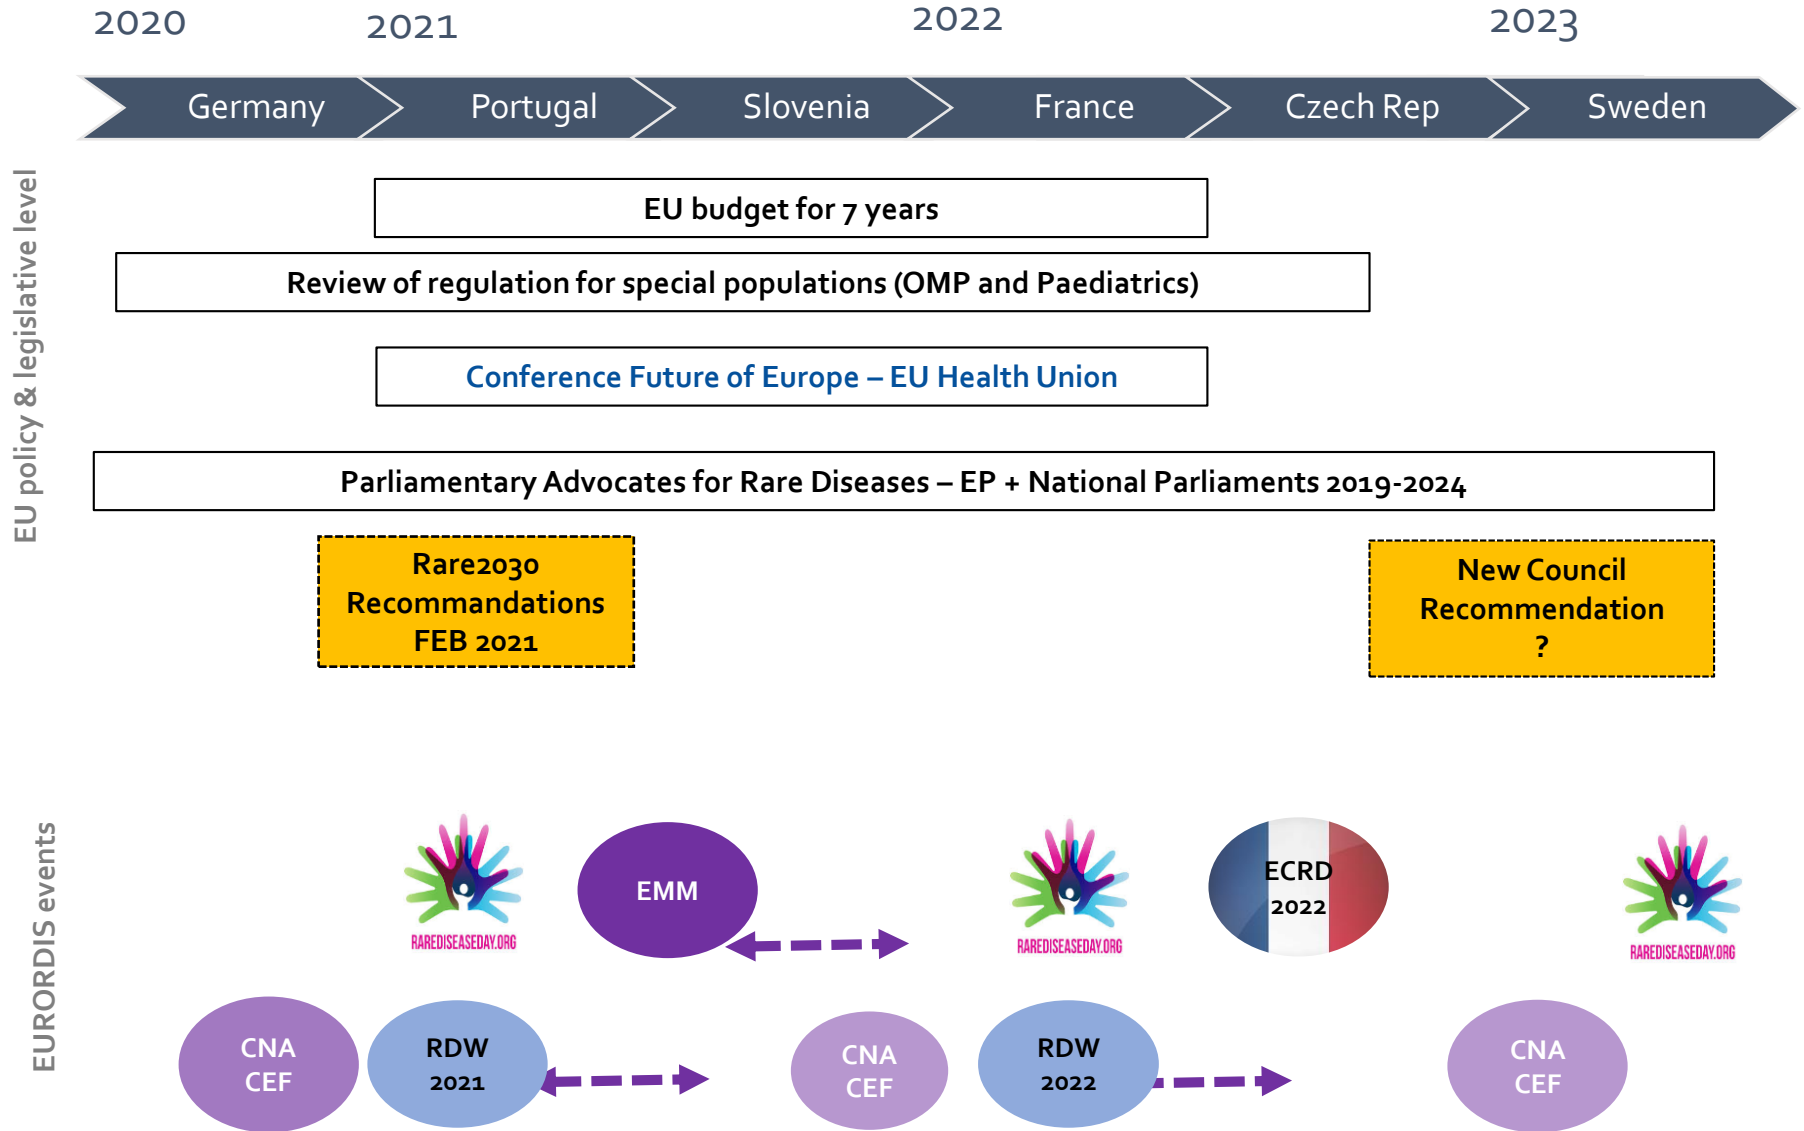 2020
2021
2022
2023
Germany
Portugal
Slovenia
France
Czech Rep
Sweden
EU policy & legislative level
EU budget for 7 years
Review of regulation for special populations (OMP and Paediatrics)
Conference Future of Europe – EU Health Union
Parliamentary Advocates for Rare Diseases – EP + National Parliaments 2019-2024
Rare2030
Recommandations
FEB 2021
New Council
Recommendation
?
EURORDIS events
RAREDISEASEDAY.ORG
EMM
RAREDISEASEDAY.ORG
ECRD
2022
RAREDISEASEDAY.ORG
CNA
CEF
RDW
2021
CNA
CEF
RDW
2022
CNA
CEF